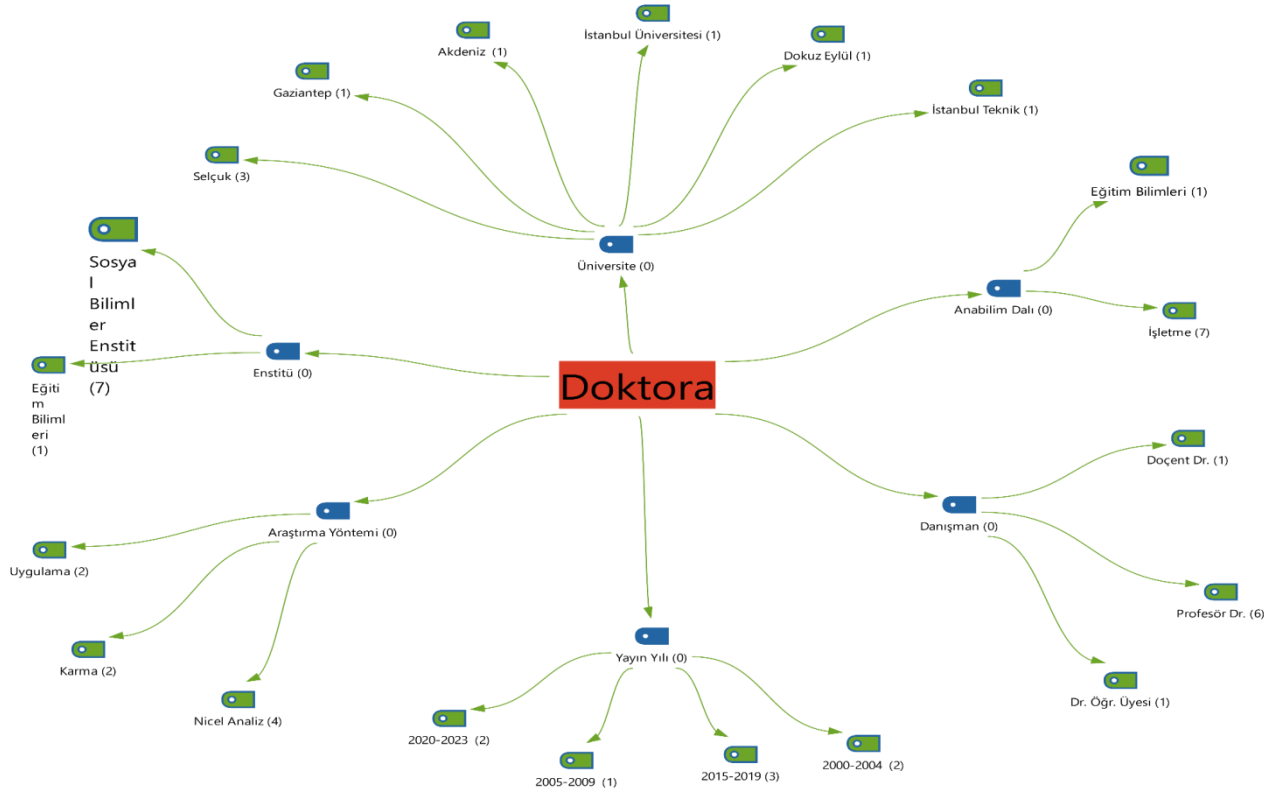 İstanbul Üniversitesi (1)
Akdeniz (1)
Dokuz Eylül (1)
Gaziantep (1)
İstanbul Teknik (1)
Selçuk (3)
Eğitim Bilimleri (1)
Üniversite (0)
Sosya
l
Biliml
er
Enstit
üsü
(7)
Anabilim Dalı (0)
İşletme (7)
Enstitü (0)
Eğiti
m
Biliml
eri
(1)
Doktora
Doçent Dr. (1)
Araştırma Yöntemi (0)
Danışman (0)
Uygulama (2)
Profesör Dr. (6)
Karma (2)
Yayın Yılı (0)
Nicel Analiz (4)
Dr. Öğr. Üyesi (1)
2020-2023 (2)
2005-2009 (1)
2015-2019 (3)
2000-2004 (2)